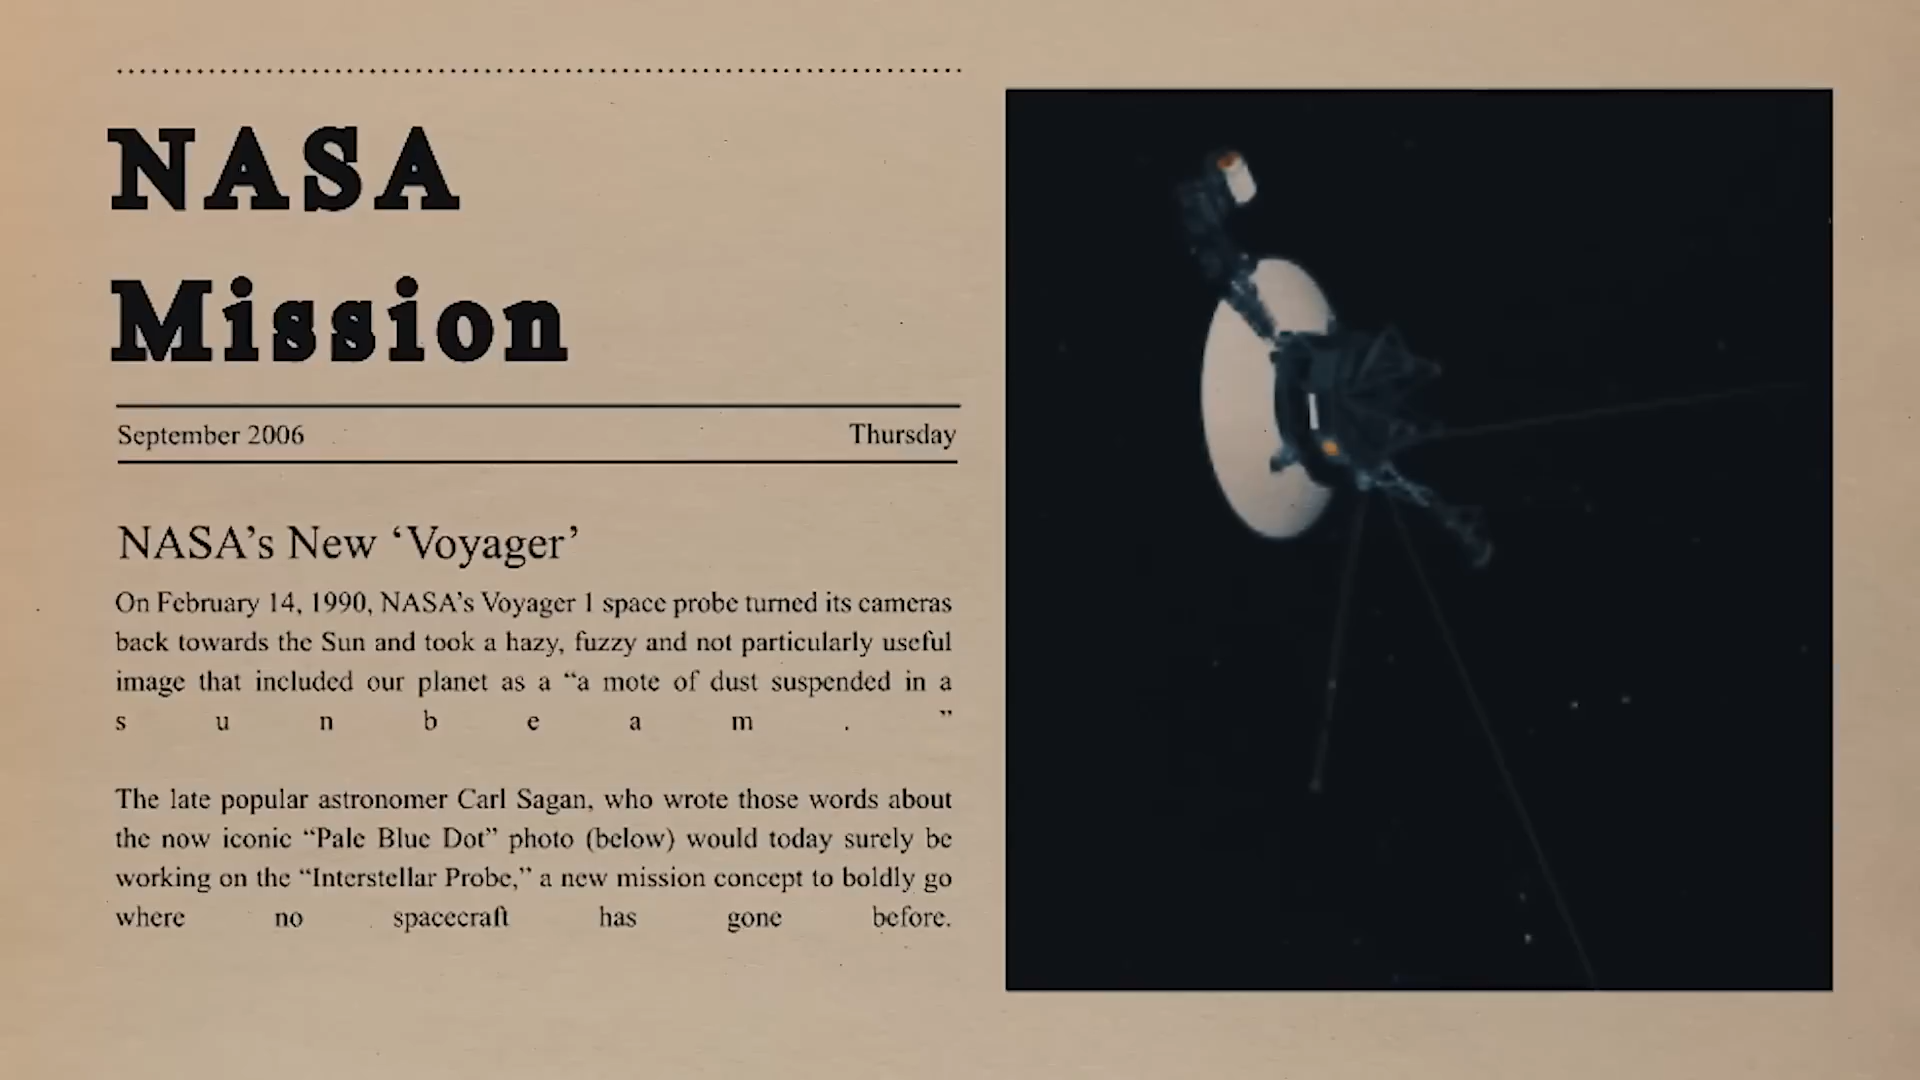 NASA
Mission
September 2006 Thursday
NASA's New ‘Voyager’
On February 14, 1990, NASA's Voyager 1 space probe turned its cameras
back towards the Sun and took a hazy, fuzzy and not particularly useful
image that included our planet as a “a mote of dust suspended in a
s u n b e a m . ”
The late popular astronomer Carl Sagan, who wrote those words about
the now iconic “Pale Blue Dot” photo (below) would today surely be
working on the “Interstellar Probe,” a new mission concept to boldly go
where no spacecraft has gone before.